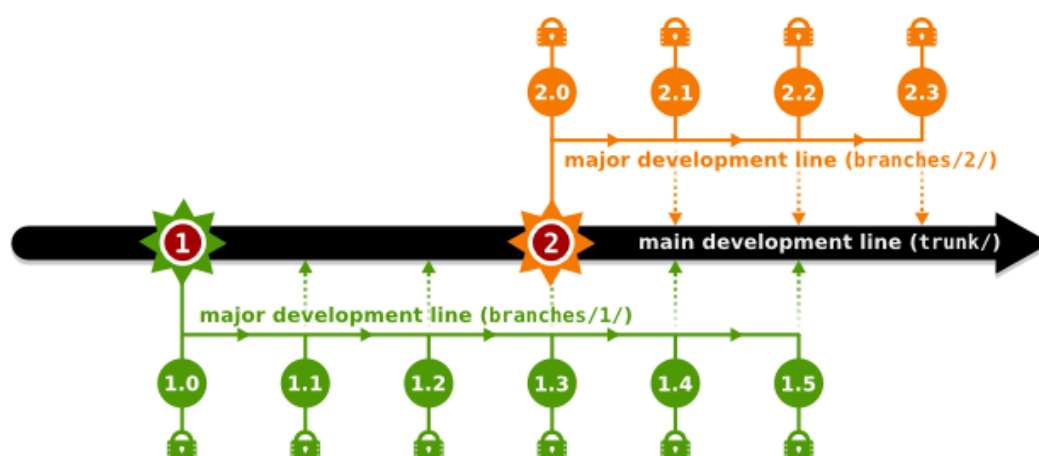 2.0 2.1 2.2 2.3
major development line (branches/2/)
1 2 main development line (trunk/)
major development line (branches/1/)
1.0 1.1 1.2 1.3 1.4 1.5